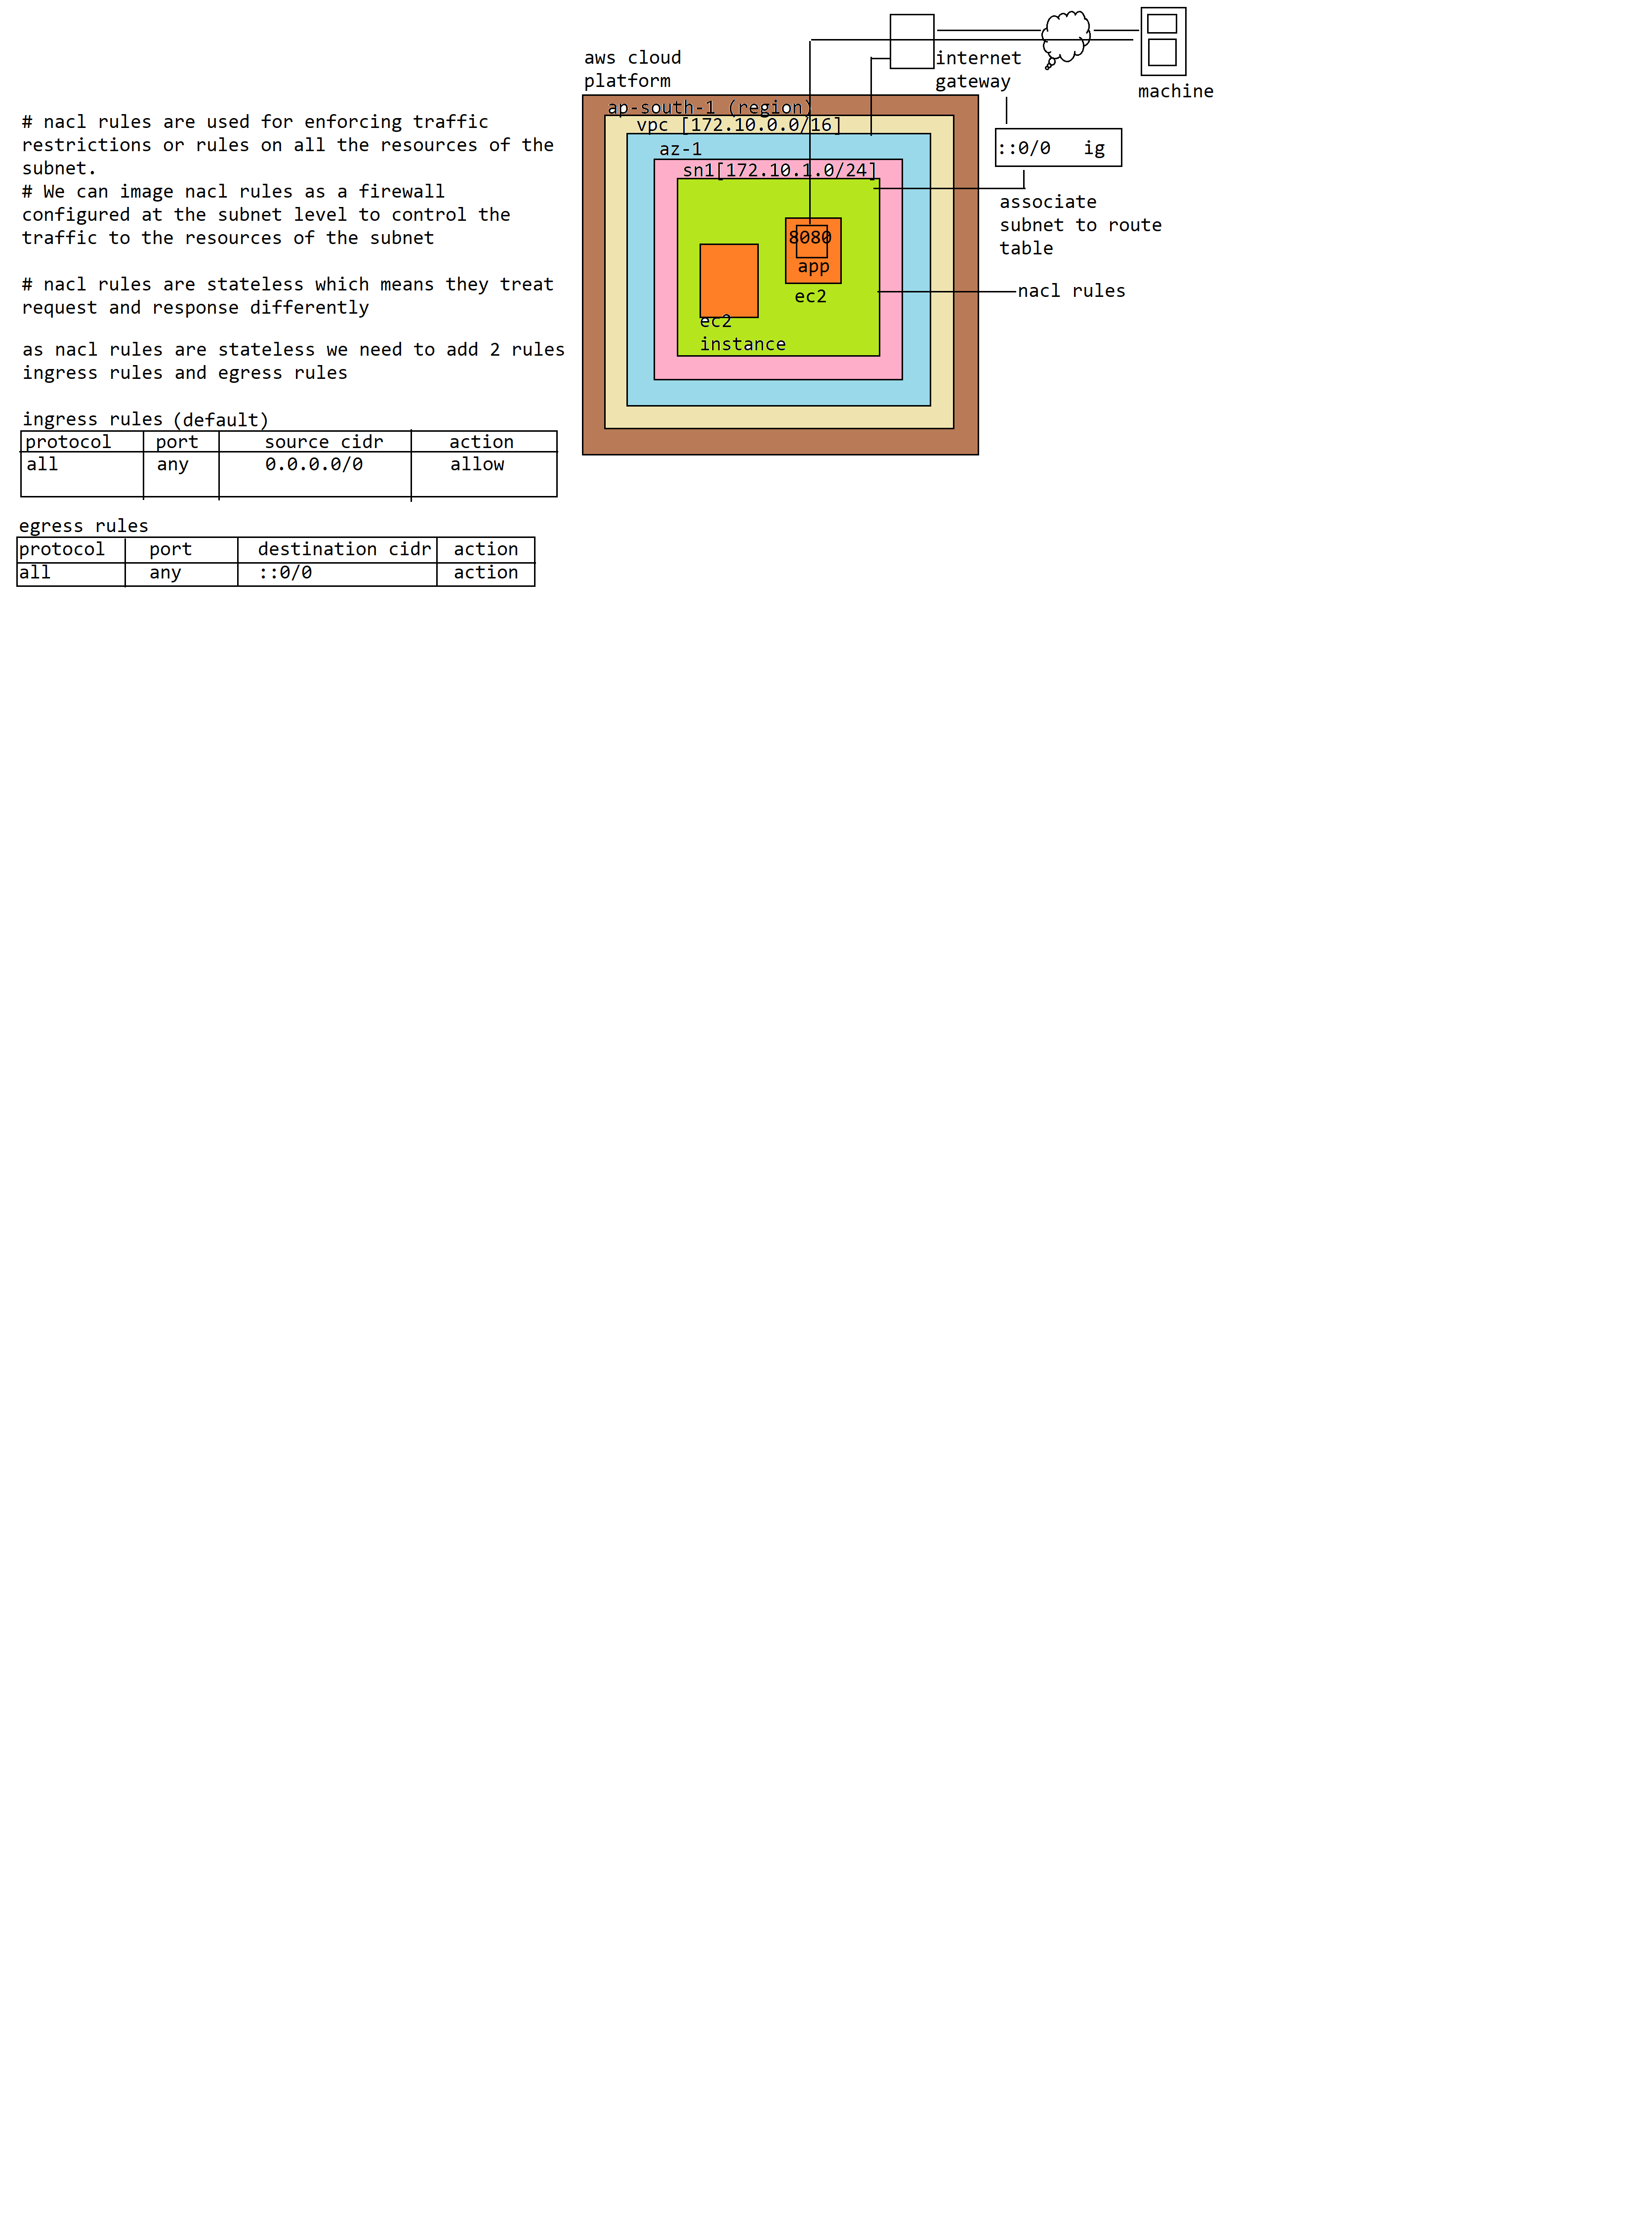 aws cloud
platform
internet
gateway
machine
ap-south-1 (region)
vpc [172.10.0.0/16]
az-1
sn1[172.10.1.0/24]
::0/0 ig
associate
subnet to route
table
8080
app
ec2
ec2
instance
nacl rules
# nacl rules are used for enforcing traffic
restrictions or rules on all the resources of the
subnet.
# We can image nacl rules as a firewall
configured at the subnet level to control the
traffic to the resources of the subnet
# nacl rules are stateless which means they treat
request and response differently
as nacl rules are stateless we need to add 2 rules
ingress rules and egress rules
ingress rules (default)
protocol port source cidr action
all any 0.0.0.0/0 allow
egress rules
protocol port destination cidr action
all any ::0/0 action